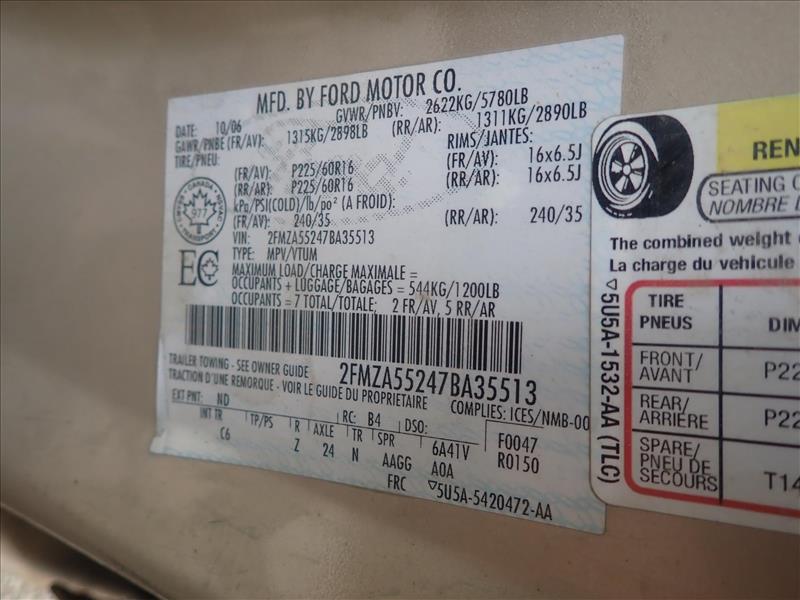 MFD. BY FORD MOTOR CO.
DATE: 10/06 GVWR/PNBV: 2622KG/5780LB
GAWR/PNBE (FR/AV): 1315KG/2898LB (RR/AR): 1311KG/2890LB
TIRE/PNEU: RIMS/JANTES:
(FR/AV): P225/60R16 (FR/AV): 16x6.5J
(RR/AR): P225/60R16 (RR/AR): 16x6.5J
kPa/PSI(COLD)/lb/po² (A FROID):
(FR/AV): 240/35 (RR/AR): 240/35
CANADA
977
TRANSPORT
VIN: 2FMZA55247BA35513
TYPE: MPV/VTUM
EC
MAXIMUM LOAD/CHARGE MAXIMALE =
OCCUPANTS + LUGGAGE/BAGAGES = 544KG/1200LB
OCCUPANTS = 7 TOTAL/TOTALE; 2 FR/AV, 5 RR/AR
TRAILER TOWING - SEE OWNER GUIDE
TRACTION D'UNE REMORQUE - VOIR LE GUIDE DU PROPRIETAIRE
2FMZA55247BA35513
EXT PNT: ND RC: B4 DSO: COMPLIES: ICES/NMB-00
INT TR TP/PS R AXLE TR SPR 6A41V F0047
C6 Z 24 N AAGG A0A R0150
FRC ▽5U5A-5420472-AA
▽5U5A-1532-AA (TLC)
REN
SEATING C
NOMBRE D
The combined weight
La charge du véhicule
TIRE
PNEUS DIM
FRONT/
AVANT P22
REAR/
ARRIÈRE P22
SPARE/
PNEU DE
SECOURS T14